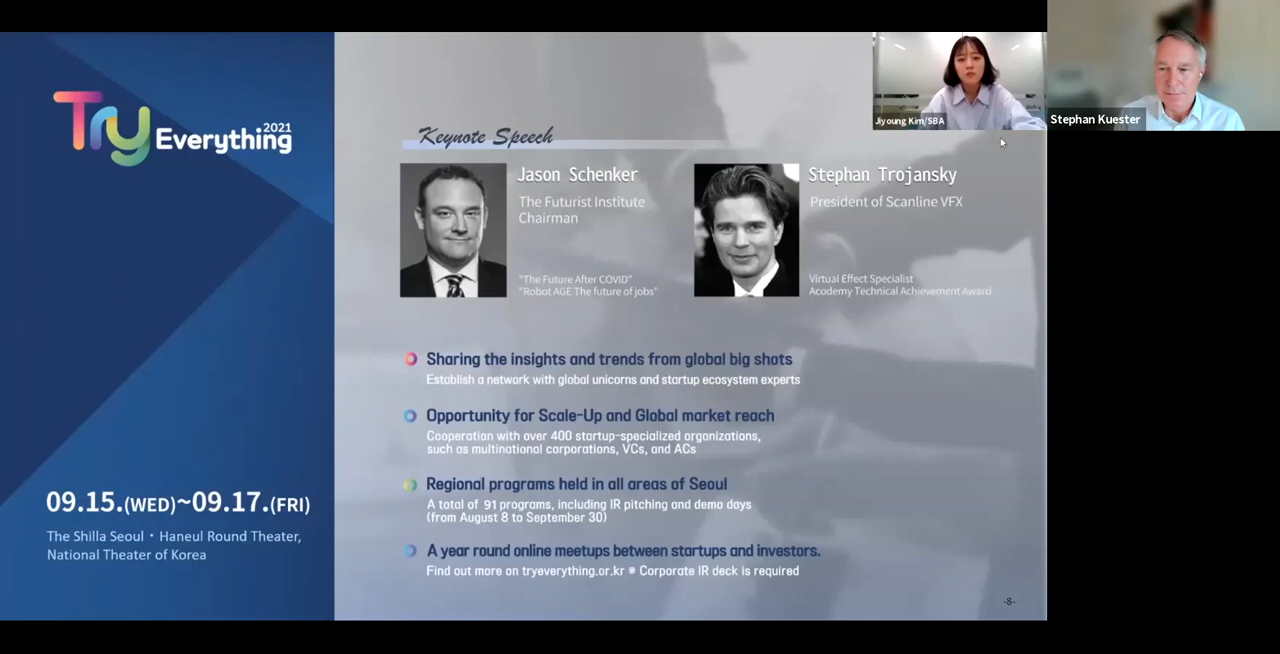 Try Everything 2021
09.15.(WED)~09.17.(FRI)
The Shilla Seoul・Haneul Round Theater,
National Theater of Korea
Keynote Speech
Jason Schenker
The Futurist Institute
Chairman
"The Future After COVID"
"Robot AGE The future of jobs"
Stephan Trojansky
President of Scanline VFX
Virtual Effect Specialist
Acodemy Technical Achievement Award
Sharing the insights and trends from global big shots
Establish a network with global unicorns and startup ecosystem experts
Opportunity for Scale-Up and Global market reach
Cooperation with over 400 startup-specialized organizations,
such as multinational corporations, VCs, and ACs
Regional programs held in all areas of Seoul
A total of 91 programs, including IR pitching and demo days
(from August 8 to September 30)
A year round online meetups between startups and investors.
Find out more on tryeverything.or.kr ※ Corporate IR deck is required
-8-
Jiyoung Kim/SBA
Stephan Kuester